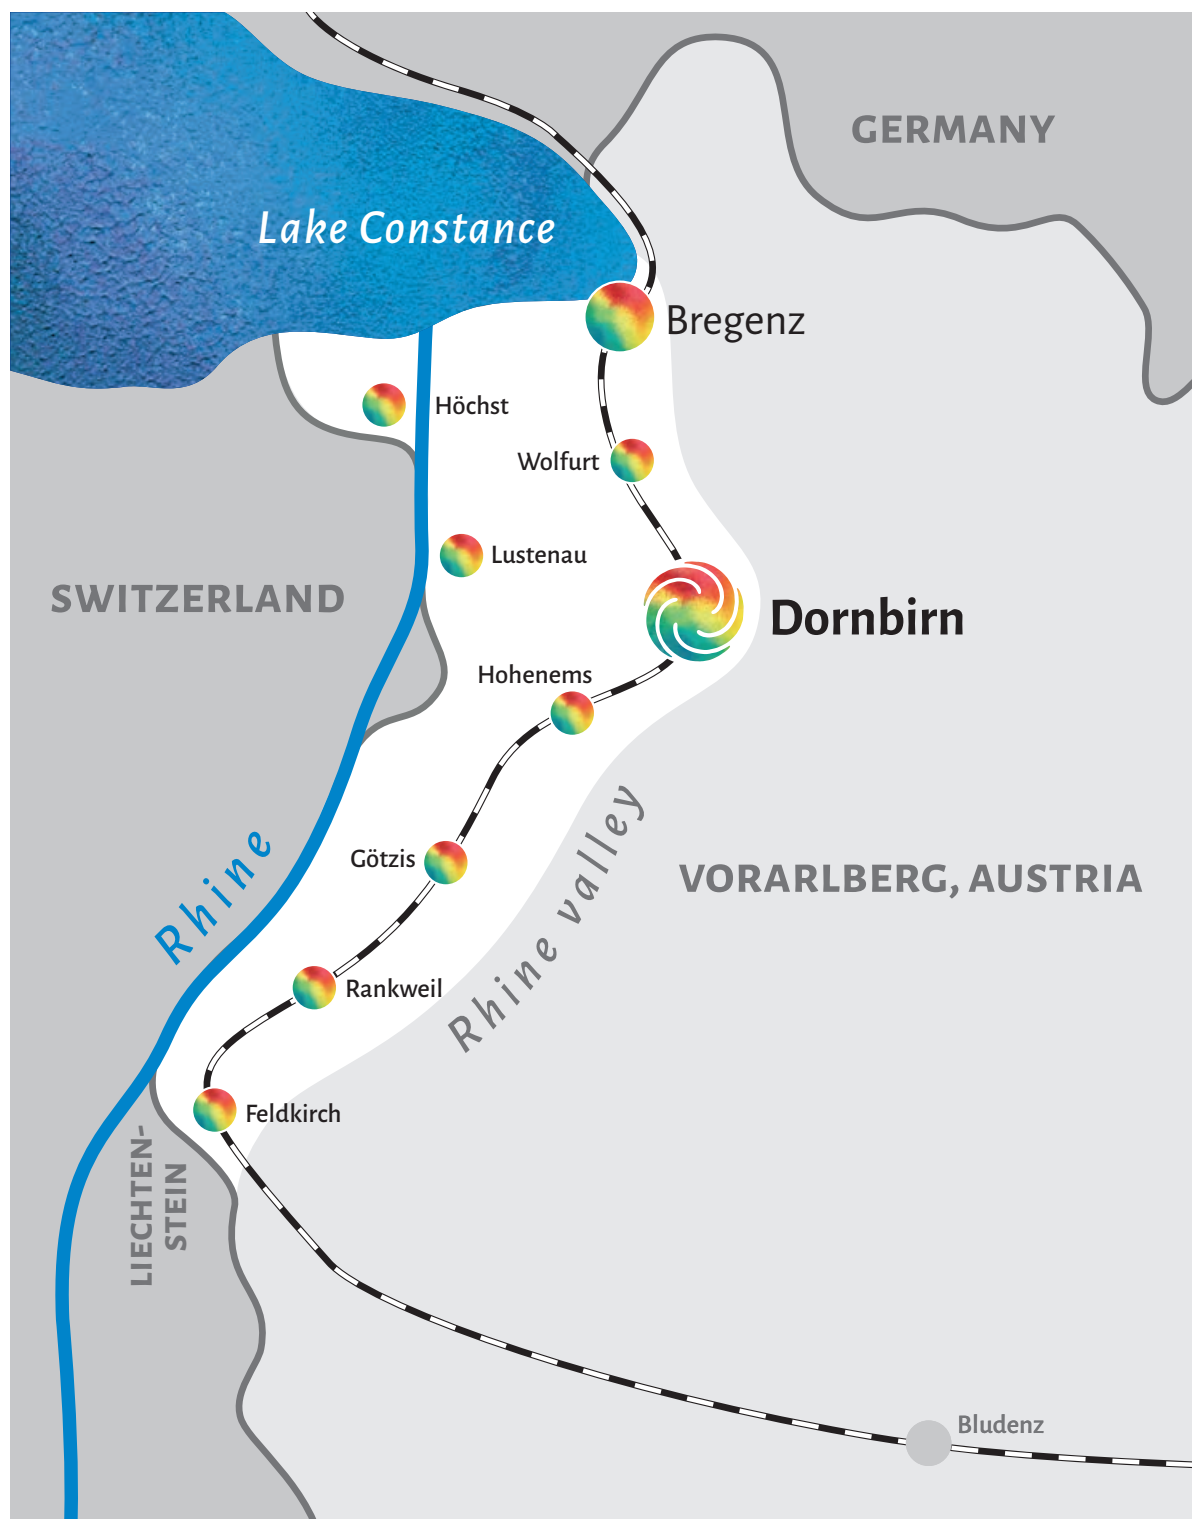 GERMANY
Lake Constance
Bregenz
Höchst
Wolfurt
Lustenau
SWITZERLAND
Dornbirn
Hohenems
Rhine
Rhine valley
Götzis
VORARLBERG, AUSTRIA
Rankweil
Feldkirch
LIECHTEN-
STEIN
Bludenz